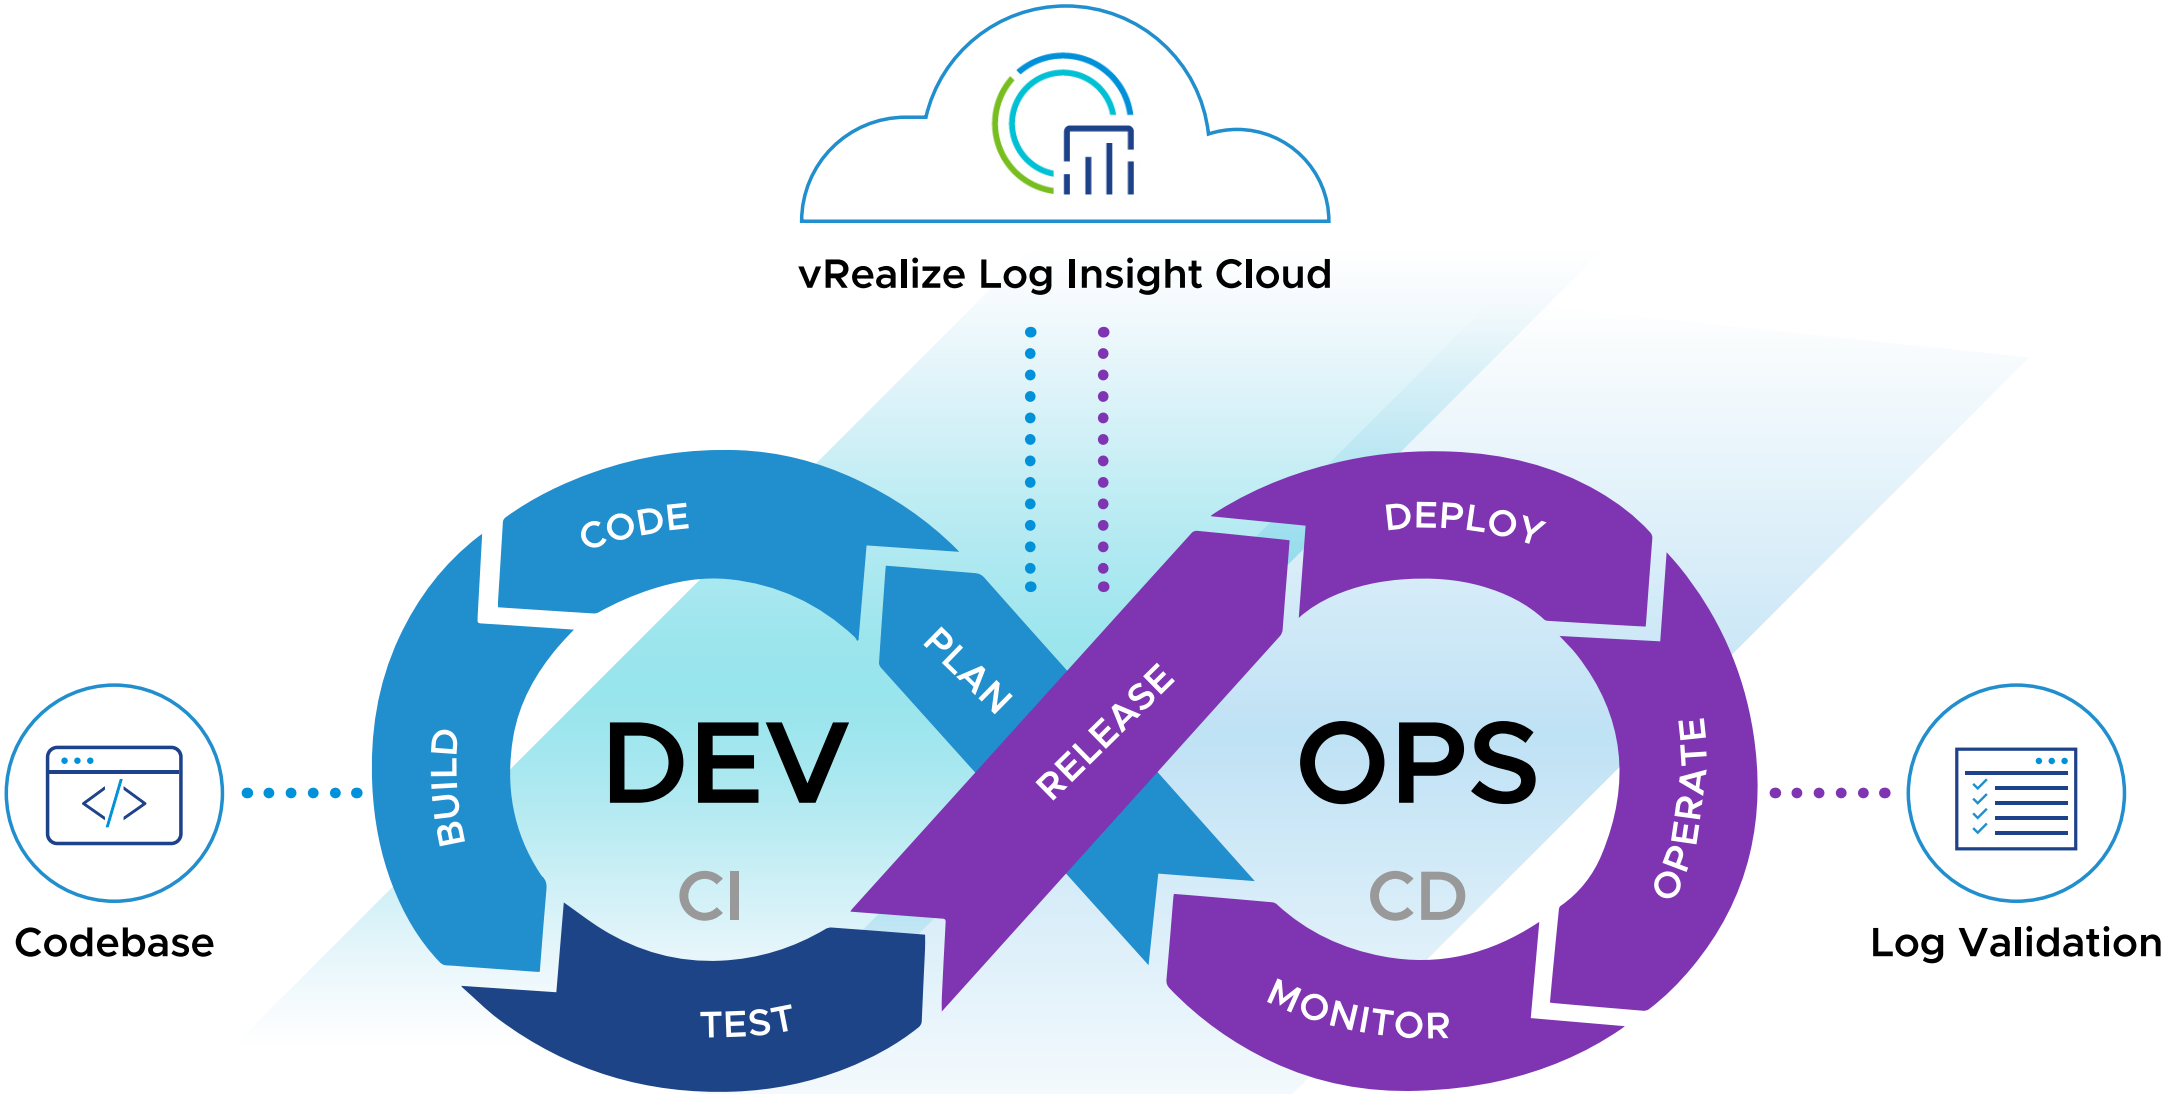 vRealize Log Insight Cloud
CODE
DEPLOY
PLAN
RELEASE
BUILD
DEV
OPS
OPERATE
CI
CD
Codebase
Log Validation
TEST
MONITOR